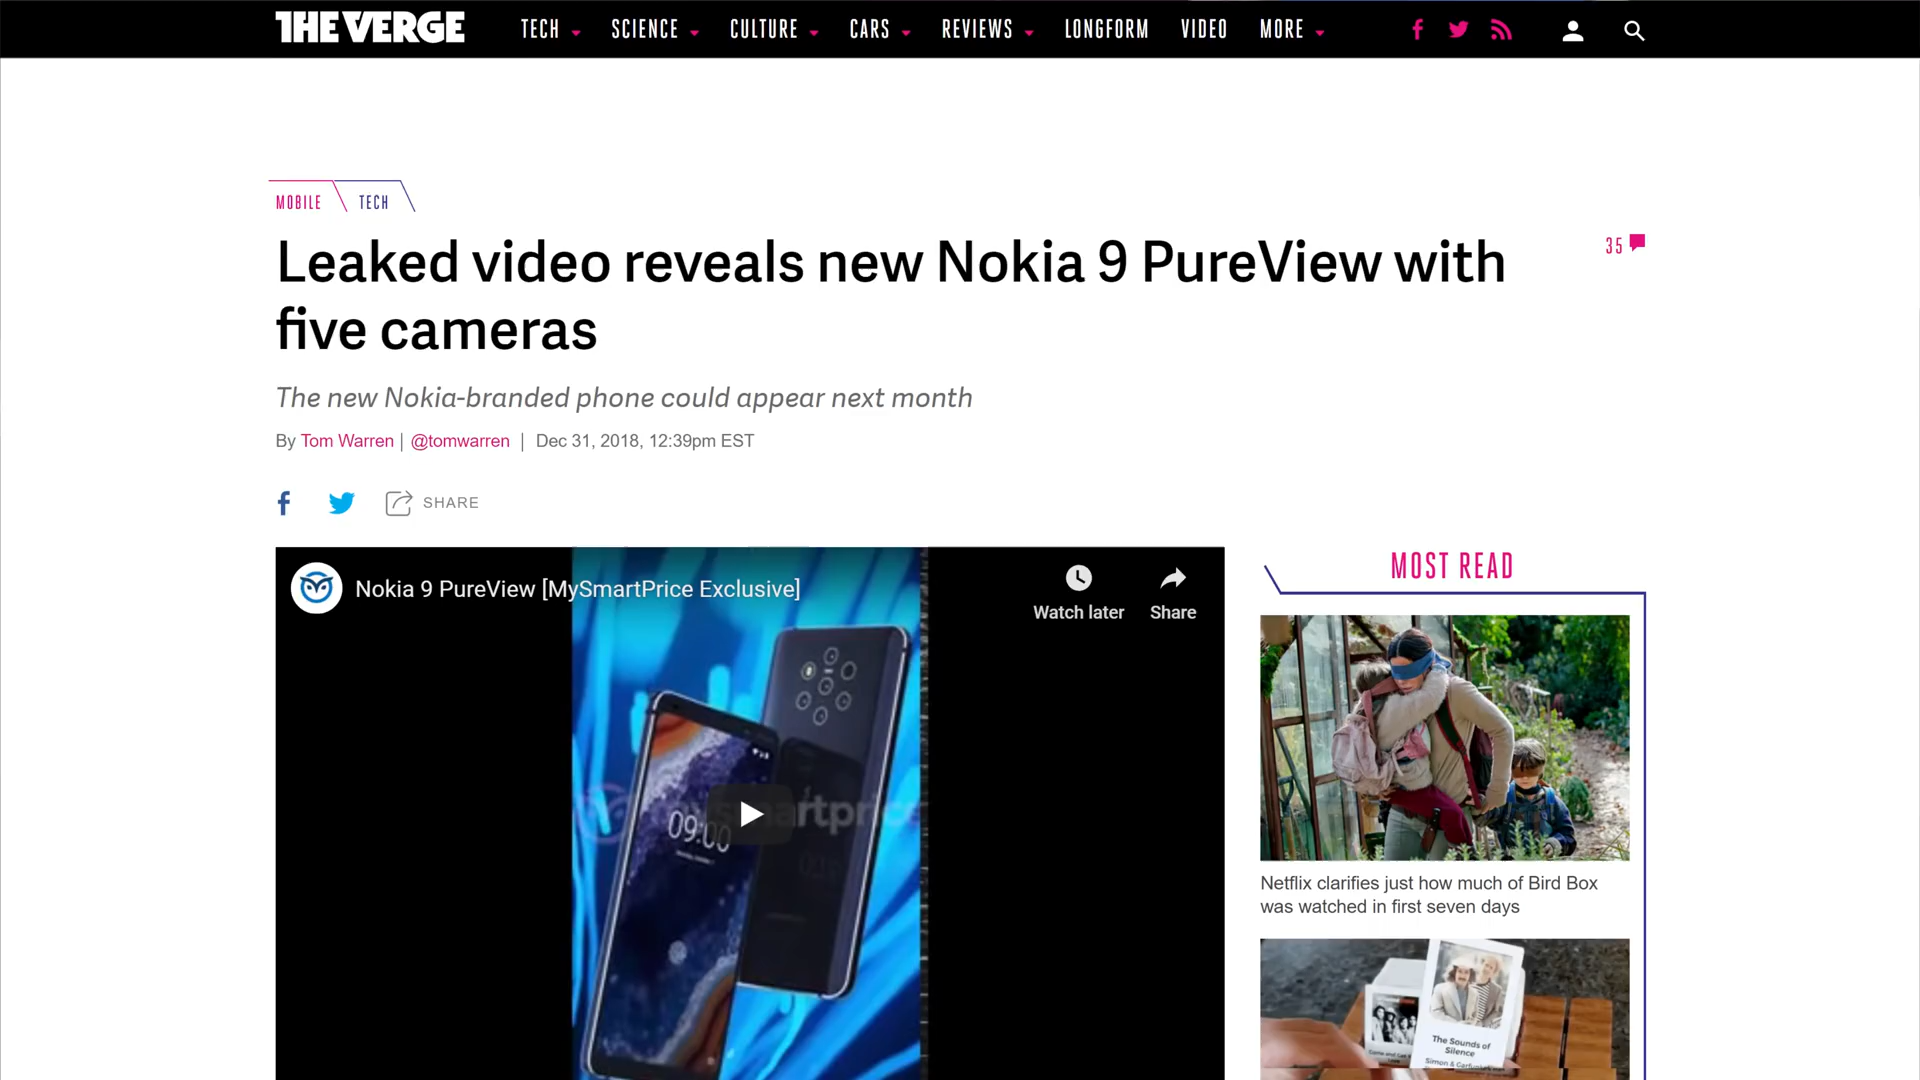 THE VERGE
TECH SCIENCE CULTURE CARS REVIEWS LONGFORM VIDEO MORE
MOBILE TECH
Leaked video reveals new Nokia 9 PureView with
five cameras
35
The new Nokia-branded phone could appear next month
By Tom Warren | @tomwarren | Dec 31, 2018, 12:39pm EST
SHARE
Nokia 9 PureView [MySmartPrice Exclusive]
Watch later Share
09:00
MOST READ
Netflix clarifies just how much of Bird Box
was watched in first seven days
The Sounds of
Silence